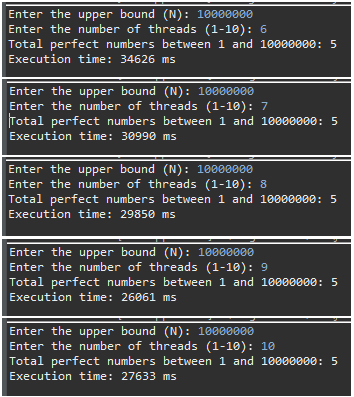 Enter the upper bound (N): 10000000
Enter the number of threads (1-10): 6
Total perfect numbers between 1 and 10000000: 5
Execution time: 34626 ms
Enter the upper bound (N): 10000000
Enter the number of threads (1-10): 7
Total perfect numbers between 1 and 10000000: 5
Execution time: 30990 ms
Enter the upper bound (N): 10000000
Enter the number of threads (1-10): 8
Total perfect numbers between 1 and 10000000: 5
Execution time: 29850 ms
Enter the upper bound (N): 10000000
Enter the number of threads (1-10): 9
Total perfect numbers between 1 and 10000000: 5
Execution time: 26061 ms
Enter the upper bound (N): 10000000
Enter the number of threads (1-10): 10
Total perfect numbers between 1 and 10000000: 5
Execution time: 27633 ms